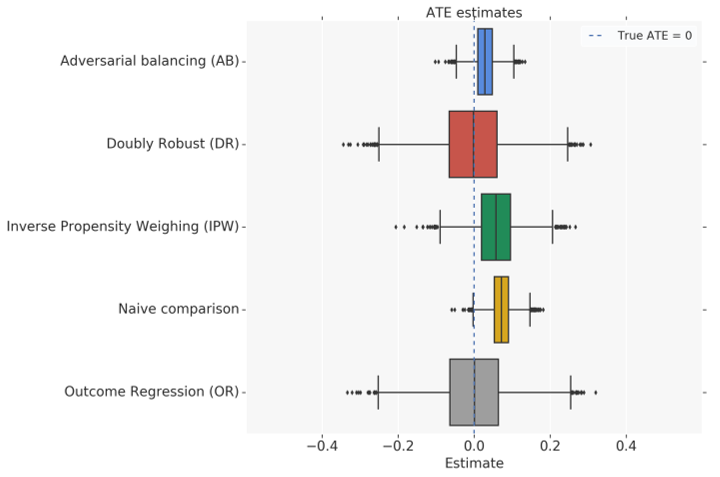 ATE estimates
True ATE = 0
Adversarial balancing (AB)
Doubly Robust (DR)
Inverse Propensity Weighing (IPW)
Naive comparison
Outcome Regression (OR)
−0.4 −0.2 0.0 0.2 0.4
Estimate